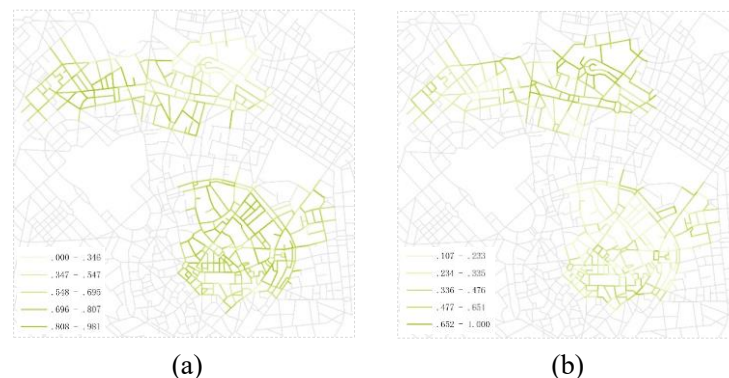 .000 - .346
.347 - .547
.548 - .695
.696 - .807
.808 - .981
(a)
.107 - .233
.234 - .335
.336 - .476
.477 - .651
.652 - 1.000
(b)